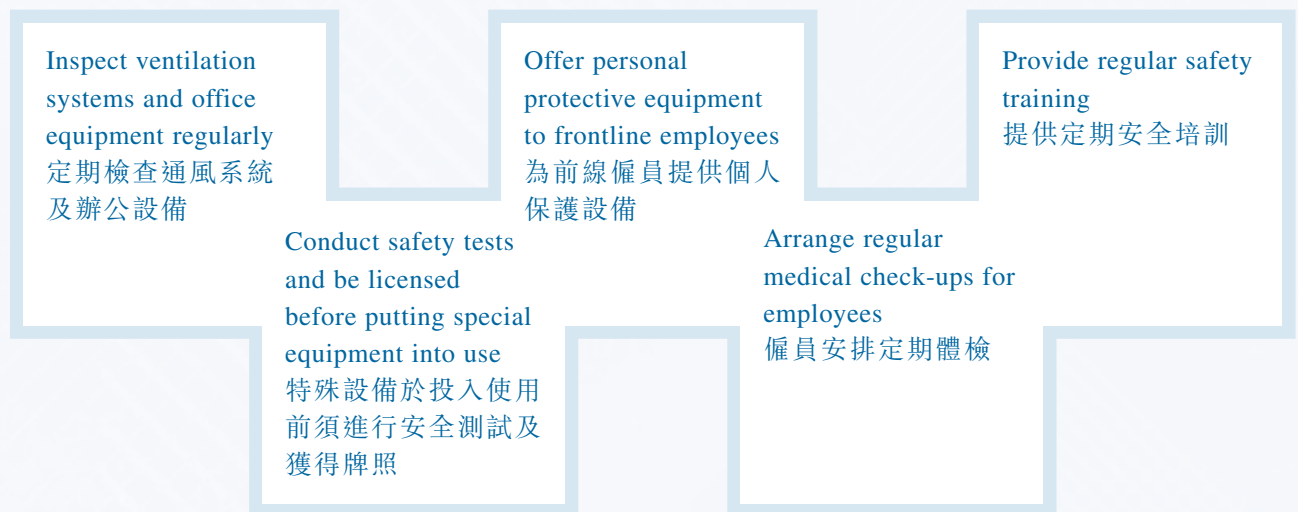 Inspect ventilation
systems and office
equipment regularly
定期檢查通風系統
及辦公設備
Conduct safety tests
and be licensed
before putting special
equipment into use
特殊設備於投入使用
前須進行安全測試及
獲得牌照
Offer personal
protective equipment
to frontline employees
為前線僱員提供個人
保護設備
Arrange regular
medical check-ups for
employees
僱員安排定期體檢
Provide regular safety
training
提供定期安全培訓